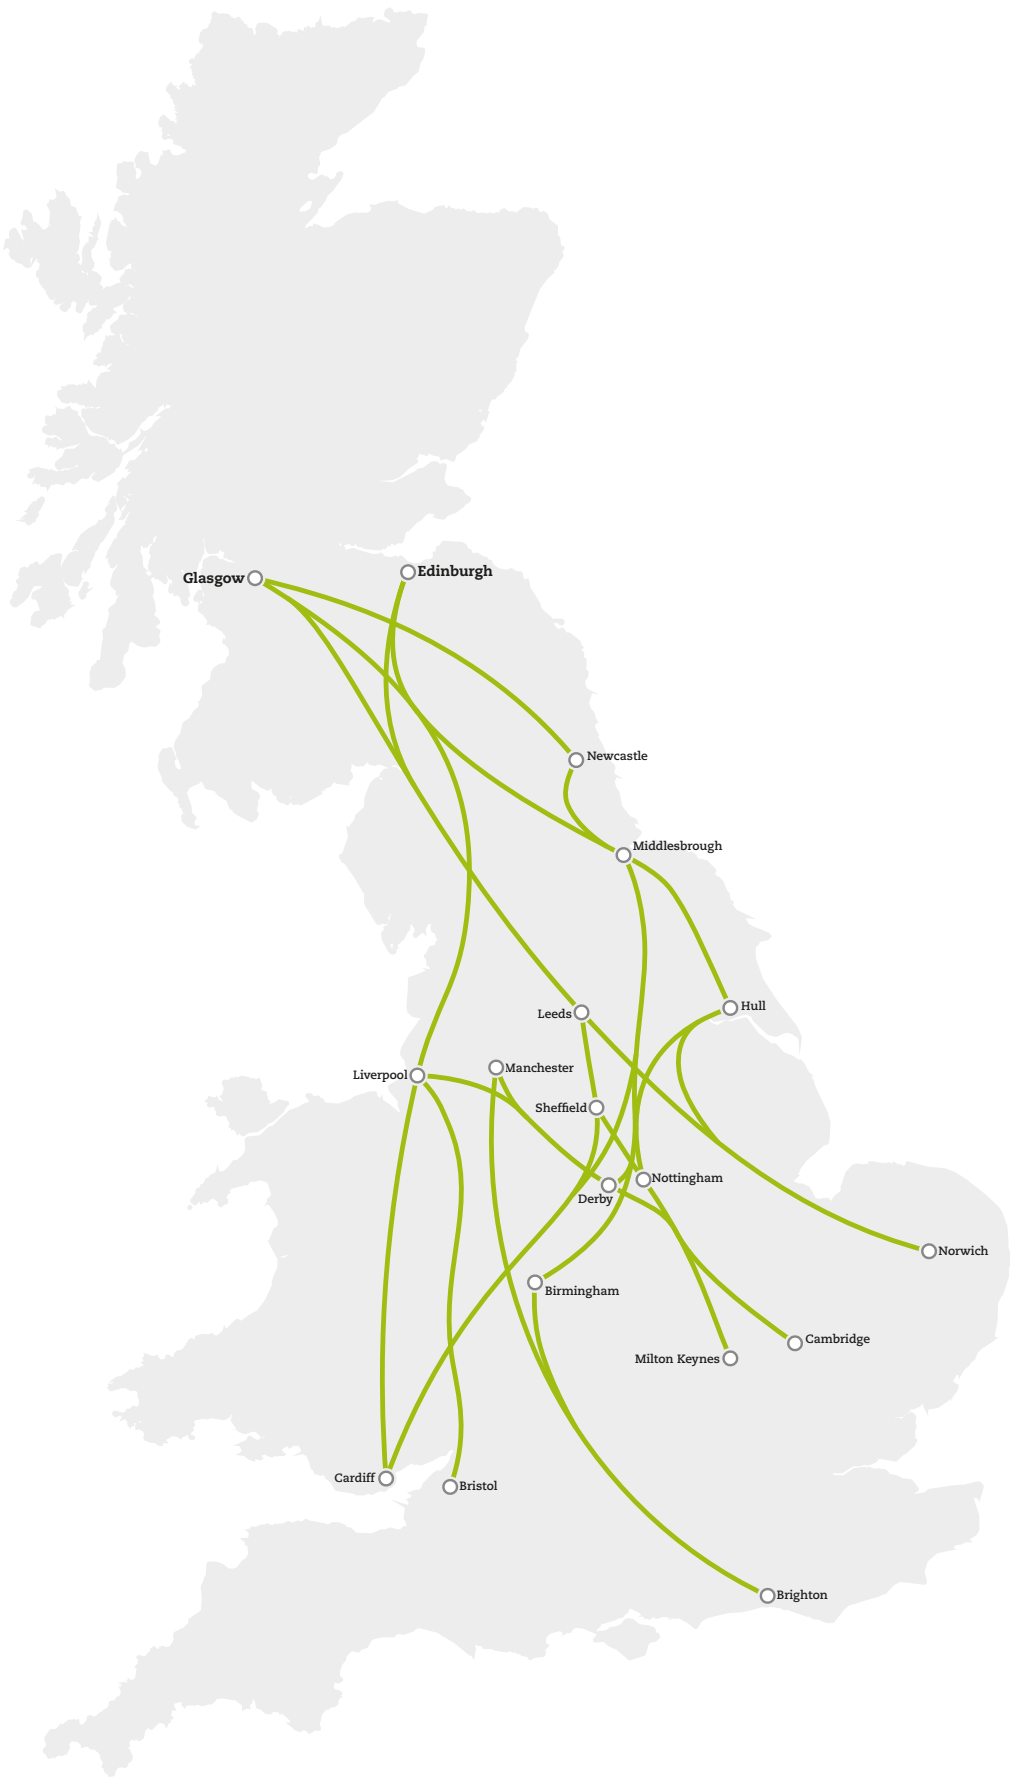 Glasgow
Edinburgh
Newcastle
Middlesbrough
Hull
Leeds
Manchester
Liverpool
Sheffield
Nottingham
Derby
Norwich
Birmingham
Cambridge
Milton Keynes
Cardiff
Bristol
Brighton